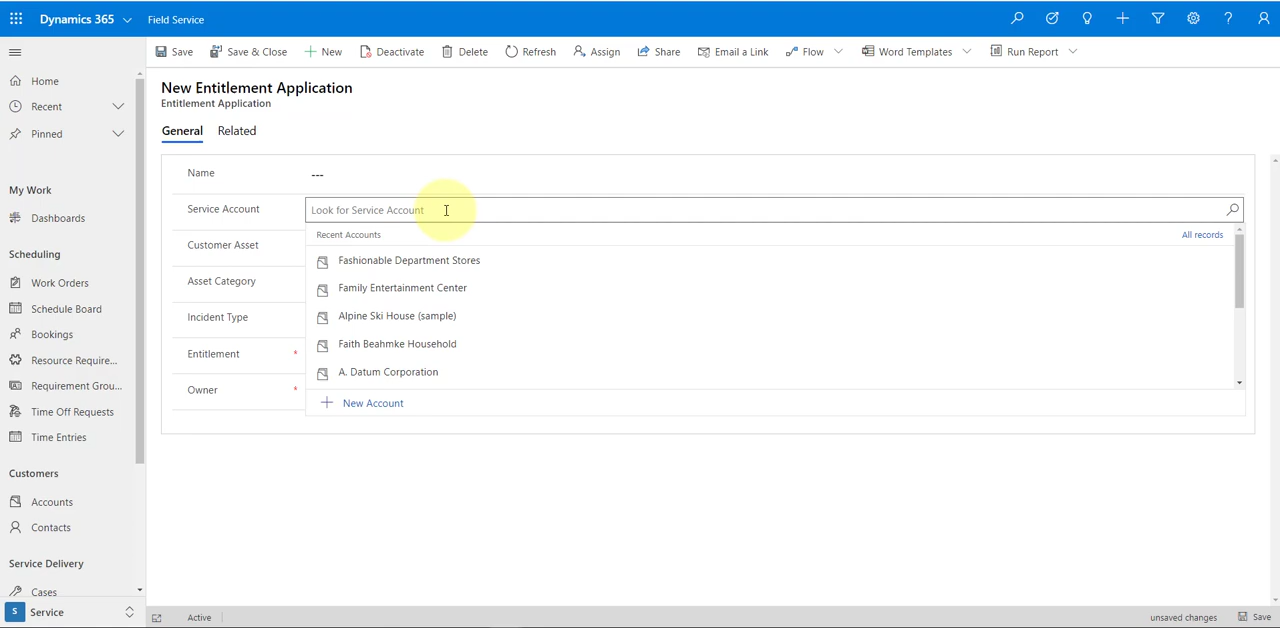 Dynamics 365
Field Service
Save
Save & Close
New
Deactivate
Delete
Refresh
Assign
Share
Email a Link
Flow
Word Templates
Run Report
Home
Recent
Pinned
My Work
Dashboards
Scheduling
Work Orders
Schedule Board
Bookings
Resource Require...
Requirement Grou...
Time Off Requests
Time Entries
Customers
Accounts
Contacts
Service Delivery
Cases
S Service
New Entitlement Application
Entitlement Application
General Related
Name ---
Service Account Look for Service Account
Recent Accounts All records
Customer Asset
Fashionable Department Stores
Asset Category
Family Entertainment Center
Incident Type
Alpine Ski House (sample)
Entitlement *
Faith Beahmke Household
Owner *
A. Datum Corporation
New Account
Active
unsaved changes
Save